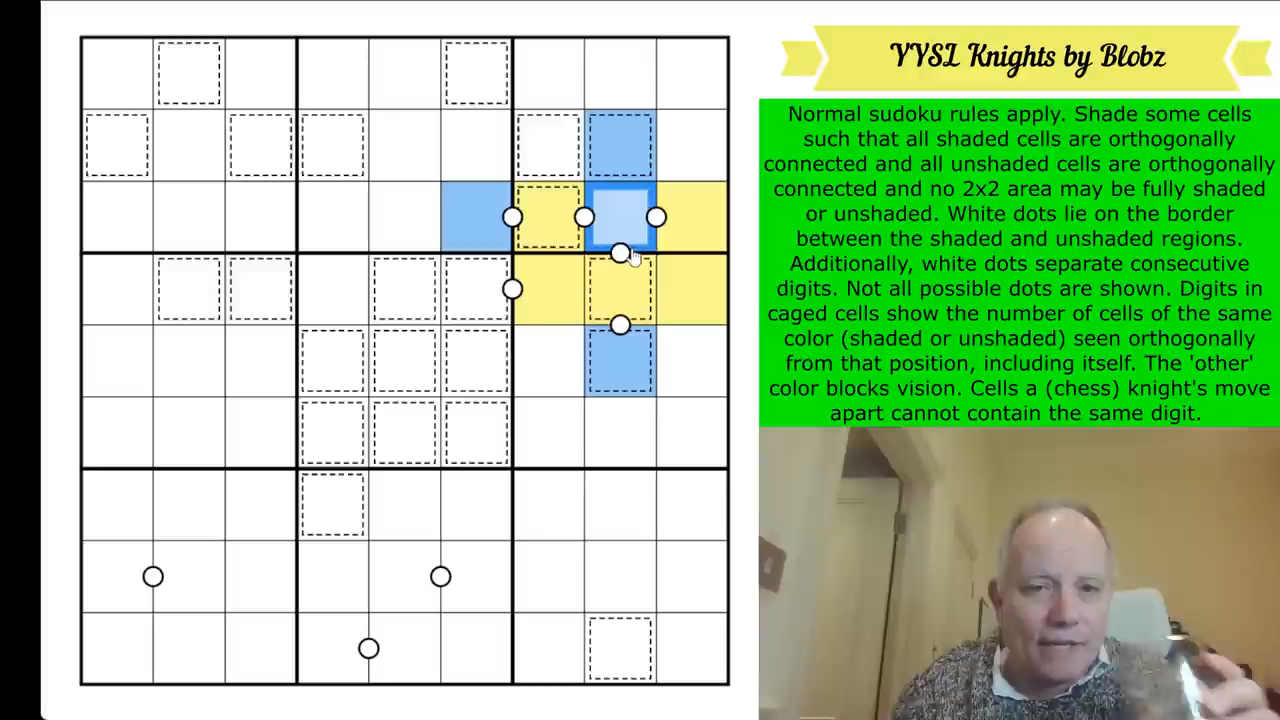 YYSL Knights by Blobz
Normal sudoku rules apply. Shade some cells
such that all shaded cells are orthogonally
connected and all unshaded cells are orthogonally
connected and no 2x2 area may be fully shaded
or unshaded. White dots lie on the border
between the shaded and unshaded regions.
Additionally, white dots separate consecutive
digits. Not all possible dots are shown. Digits in
caged cells show the number of cells of the same
color (shaded or unshaded) seen orthogonally
from that position, including itself. The 'other'
color blocks vision. Cells a (chess) knight's move
apart cannot contain the same digit.